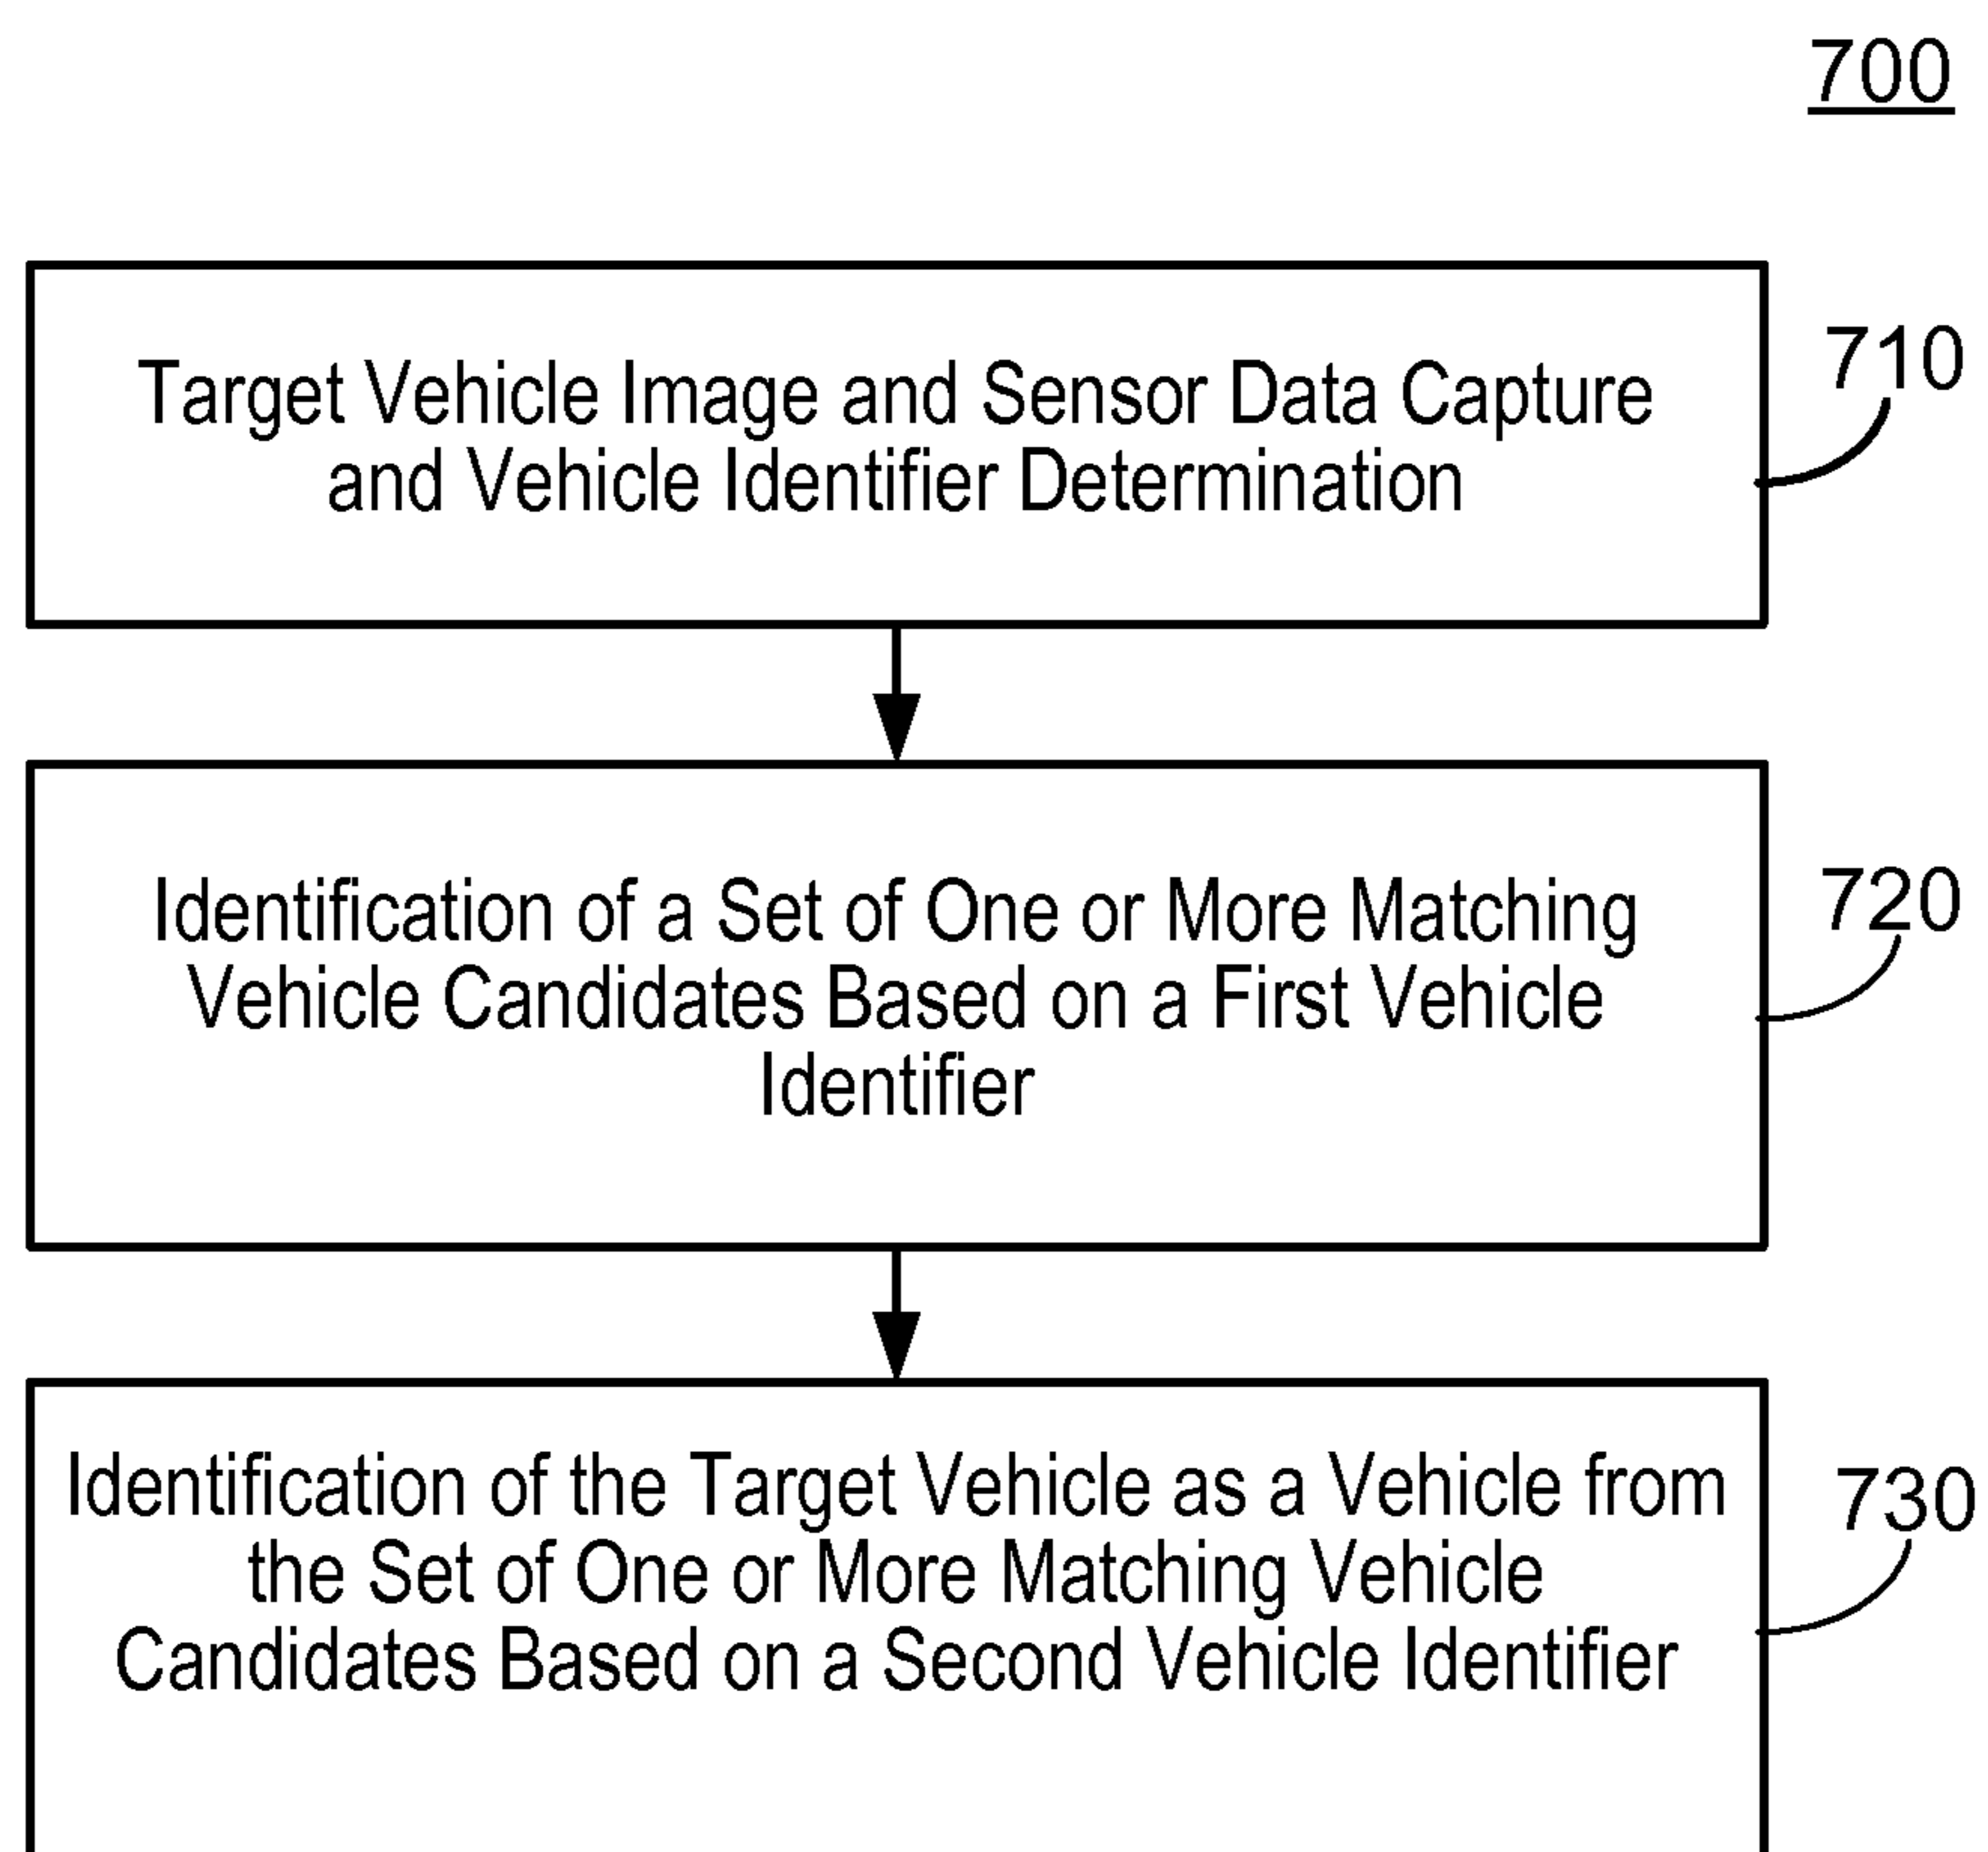 700
Target Vehicle Image and Sensor Data Capture
and Vehicle Identifier Determination
710
Identification of a Set of One or More Matching
Vehicle Candidates Based on a First Vehicle
Identifier
720
Identification of the Target Vehicle as a Vehicle from
the Set of One or More Matching Vehicle
Candidates Based on a Second Vehicle Identifier
730